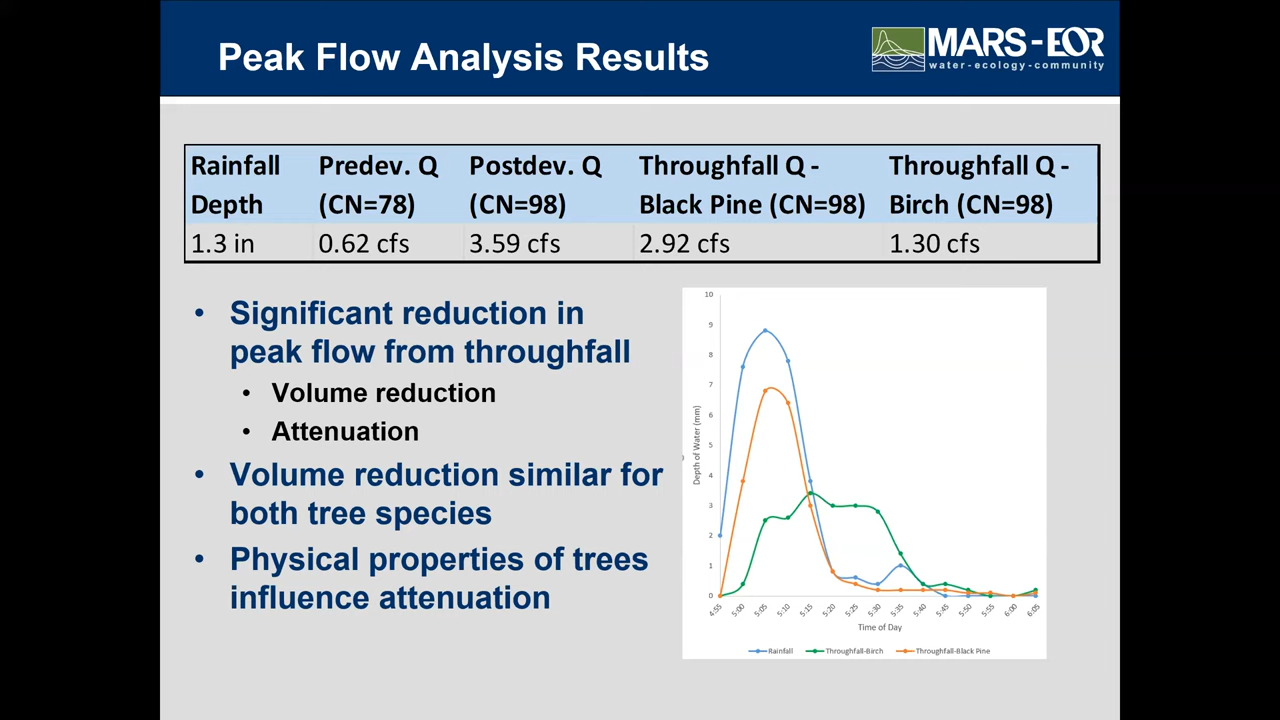 Peak Flow Analysis Results
MARS-EOR
water-ecology-community
Rainfall Depth
Predev. Q (CN=78)
Postdev. Q (CN=98)
Throughfall Q - Black Pine (CN=98)
Throughfall Q - Birch (CN=98)
1.3 in
0.62 cfs
3.59 cfs
2.92 cfs
1.30 cfs
• Significant reduction in
peak flow from throughfall
• Volume reduction
• Attenuation
• Volume reduction similar for
both tree species
• Physical properties of trees
influence attenuation
10
9
8
7
6
5
4
3
2
1
0
Depth of Water (mm)
4:55
5:00
5:05
5:10
5:15
5:20
5:25
5:30
5:35
5:40
5:45
5:50
5:55
6:00
6:05
Time of Day
Rainfall
Throughfall-Birch
Throughfall-Black Pine